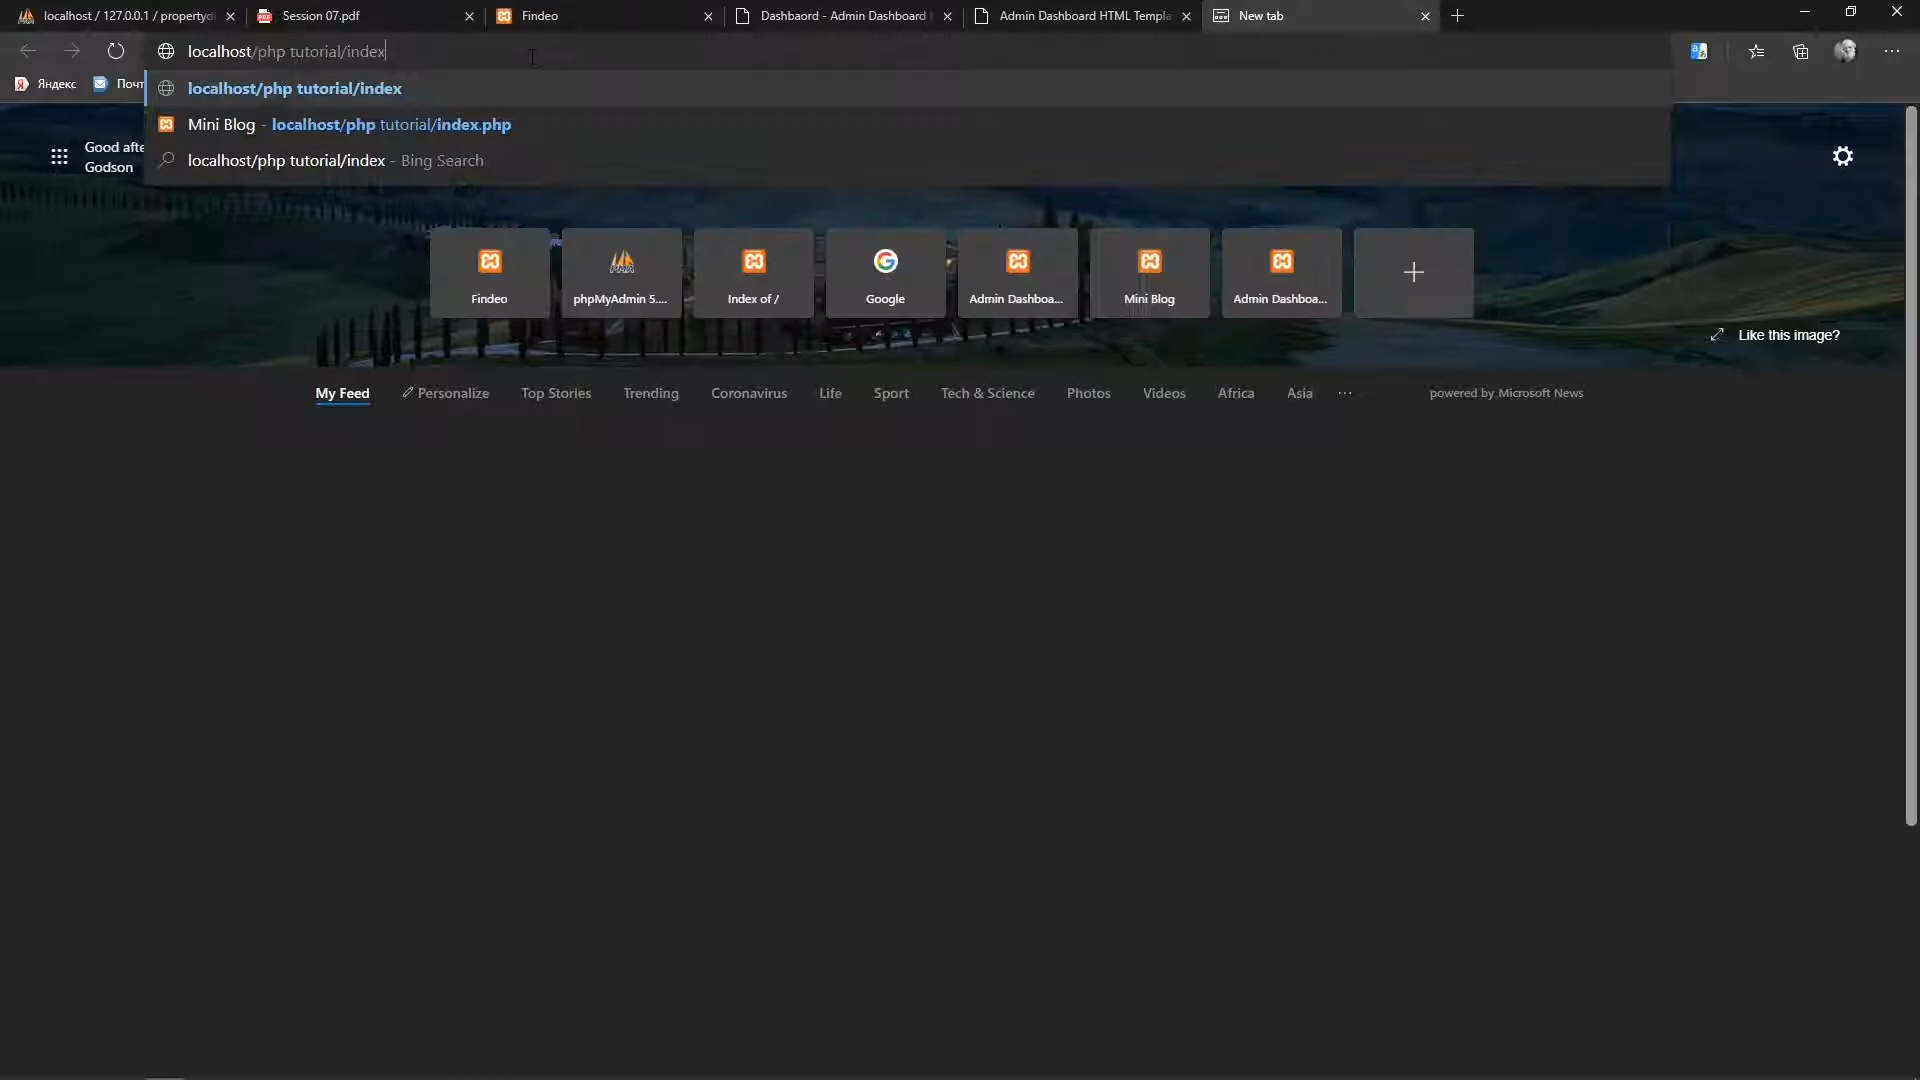 localhost / 127.0.0.1 / propertyd
Session 07.pdf
Findeo
Dashbaord - Admin Dashboard
Admin Dashboard HTML Templa
New tab
localhost/php tutorial/index
Яндекс
Почт
localhost/php tutorial/index
Mini Blog - localhost/php tutorial/index.php
localhost/php tutorial/index - Bing Search
Good afte
Godson
Findeo
phpMyAdmin 5....
Index of /
Google
Admin Dashboa...
Mini Blog
Admin Dashboa...
Like this image?
My Feed
Personalize
Top Stories
Trending
Coronavirus
Life
Sport
Tech & Science
Photos
Videos
Africa
Asia
...
powered by Microsoft News